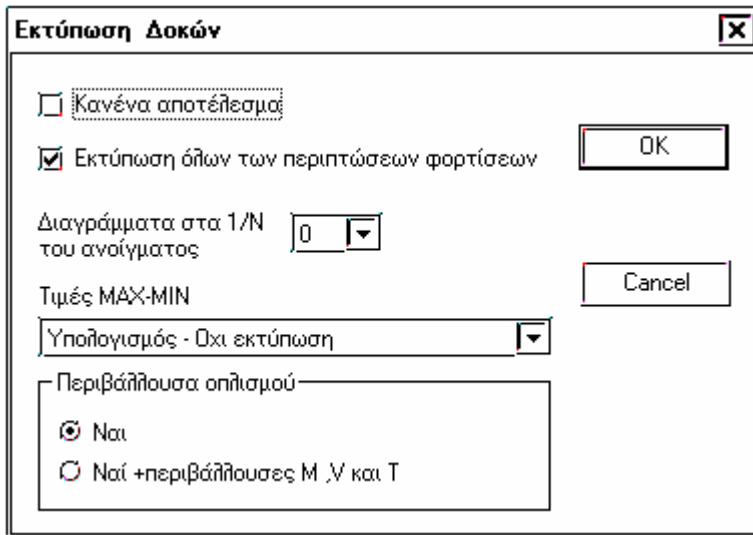 Εκτύπωση Δοκών
Κανένα αποτέλεσμα
Εκτύπωση όλων των περιπτώσεων φορτίσεων
OK
Διαγράμματα στα 1/N
του ανοίγματος
0
Cancel
Τιμές MAX-MIN
Υπολογισμός - Οχι εκτύπωση
Περιβάλλουσα οπλισμού
Ναι
Ναί +περιβάλλουσες M ,V και T